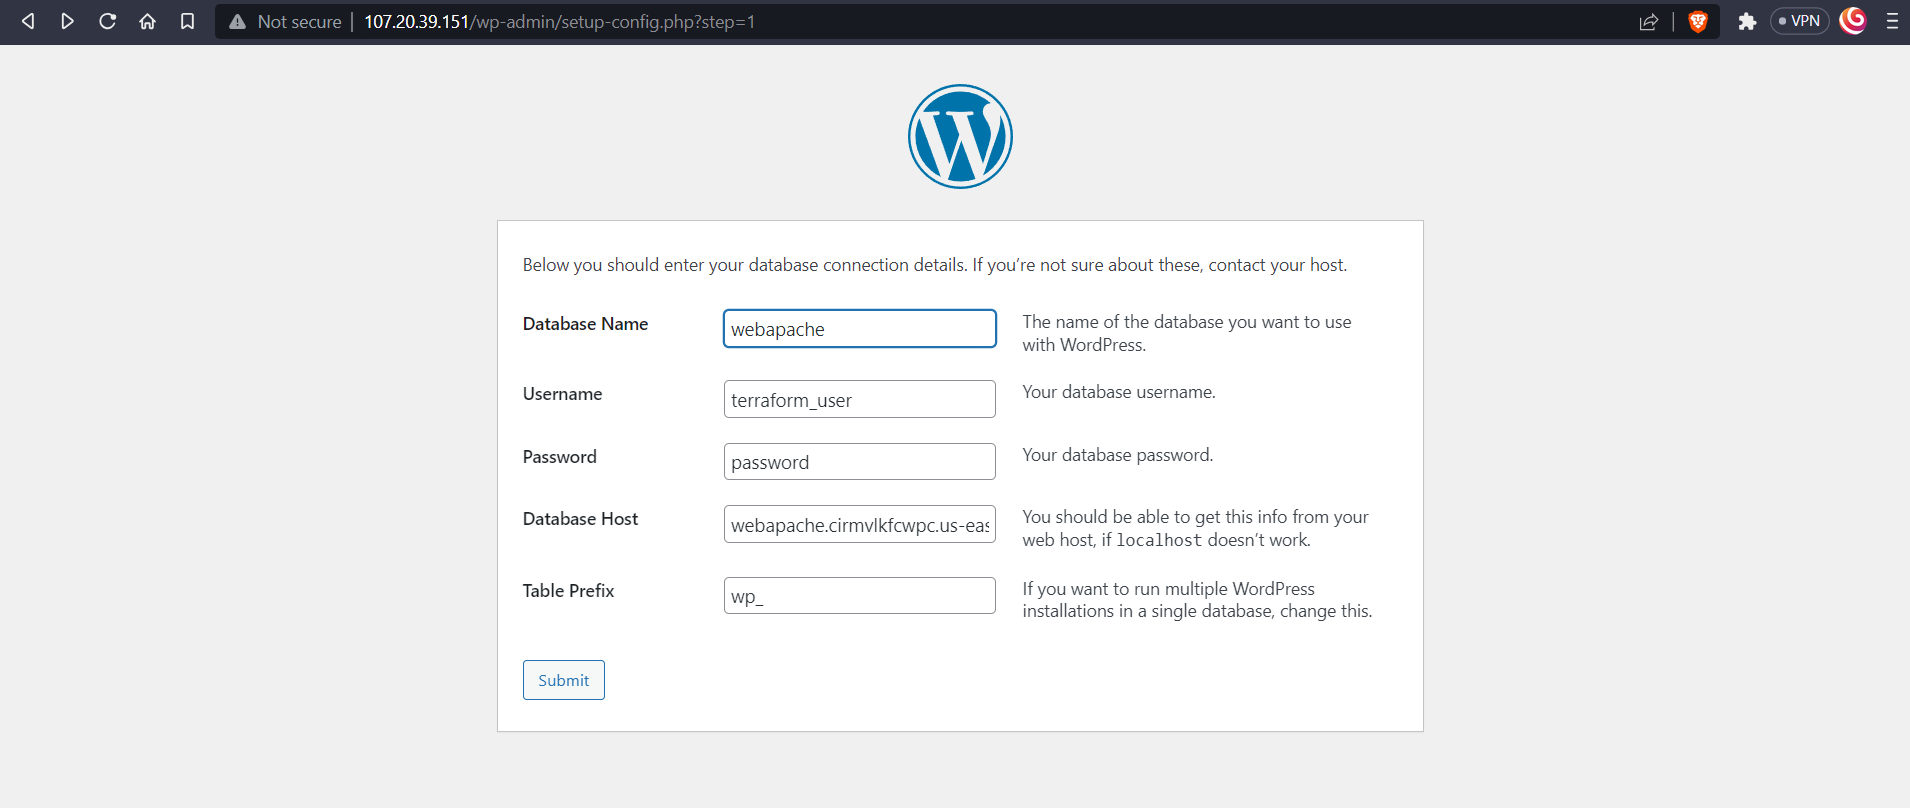 Not secure | 107.20.39.151/wp-admin/setup-config.php?step=1
VPN
Below you should enter your database connection details. If you’re not sure about these, contact your host.
Database Name
webapache
The name of the database you want to use
with WordPress.
Username
terraform_user
Your database username.
Password
password
Your database password.
Database Host
webapache.cirmvlkfcwpc.us-eas
You should be able to get this info from your
web host, if localhost doesn’t work.
Table Prefix
wp_
If you want to run multiple WordPress
installations in a single database, change this.
Submit